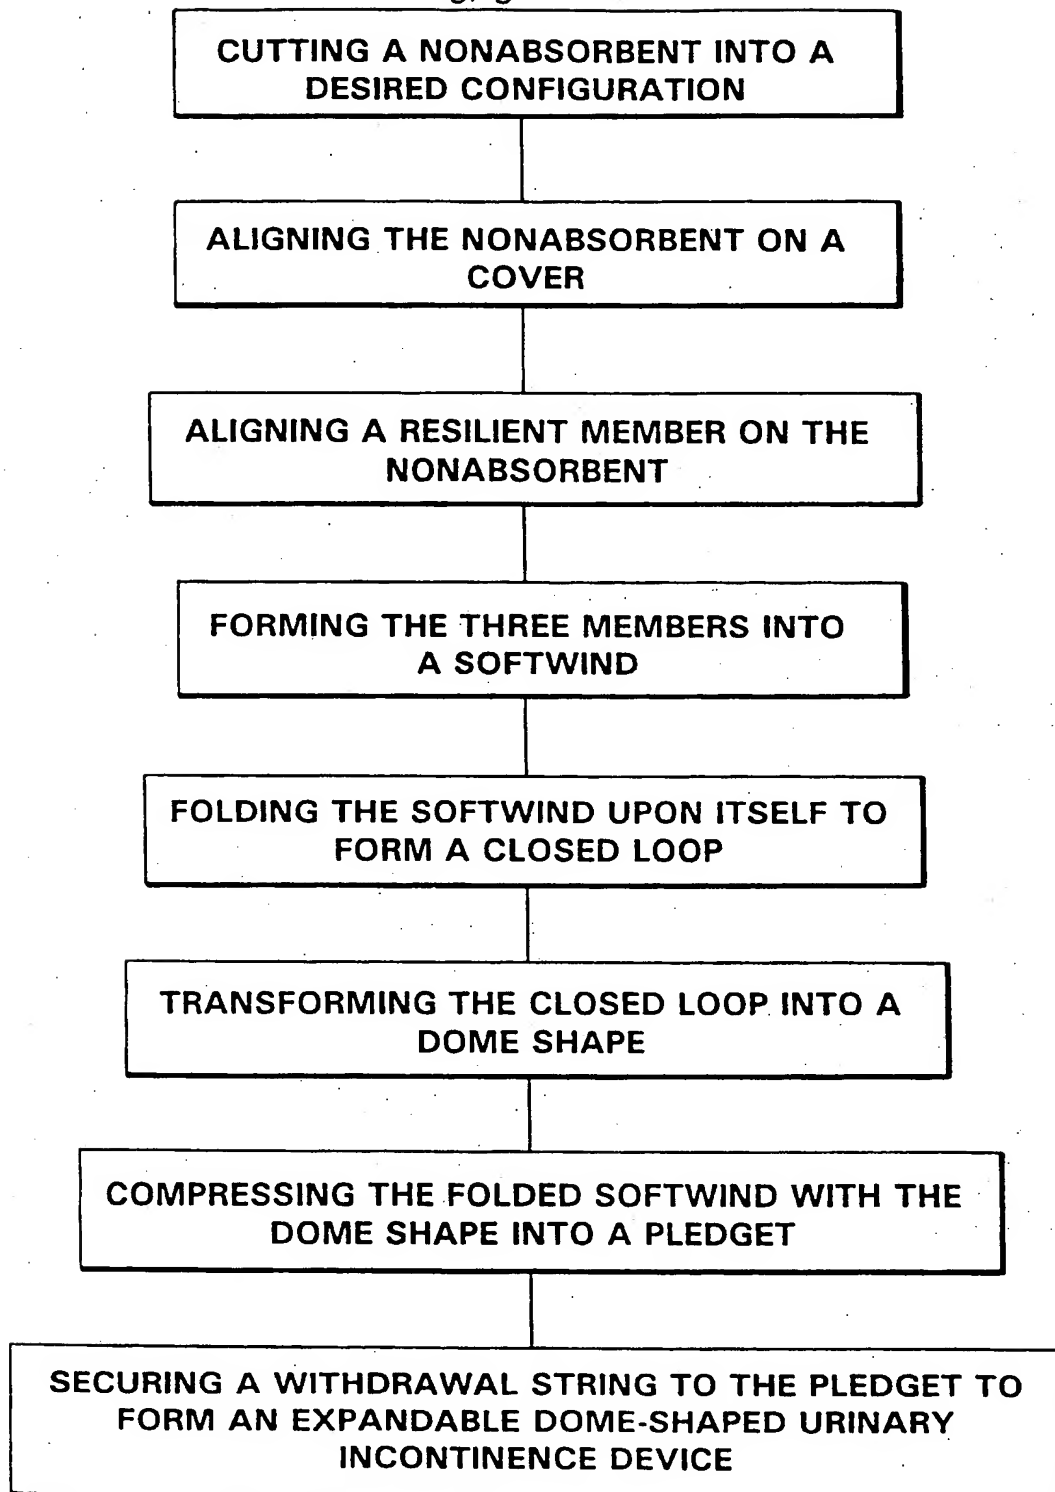 CUTTING A NONABSORBENT INTO A
DESIRED CONFIGURATION
ALIGNING THE NONABSORBENT ON A
COVER
ALIGNING A RESILIENT MEMBER ON THE
NONABSORBENT
FORMING THE THREE MEMBERS INTO
A SOFTWIND
FOLDING THE SOFTWIND UPON ITSELF TO
FORM A CLOSED LOOP
TRANSFORMING THE CLOSED LOOP INTO A
DOME SHAPE
COMPRESSING THE FOLDED SOFTWIND WITH THE
DOME SHAPE INTO A PLEDGET
SECURING A WITHDRAWAL STRING TO THE PLEDGET TO
FORM AN EXPANDABLE DOME-SHAPED URINARY
INCONTINENCE DEVICE